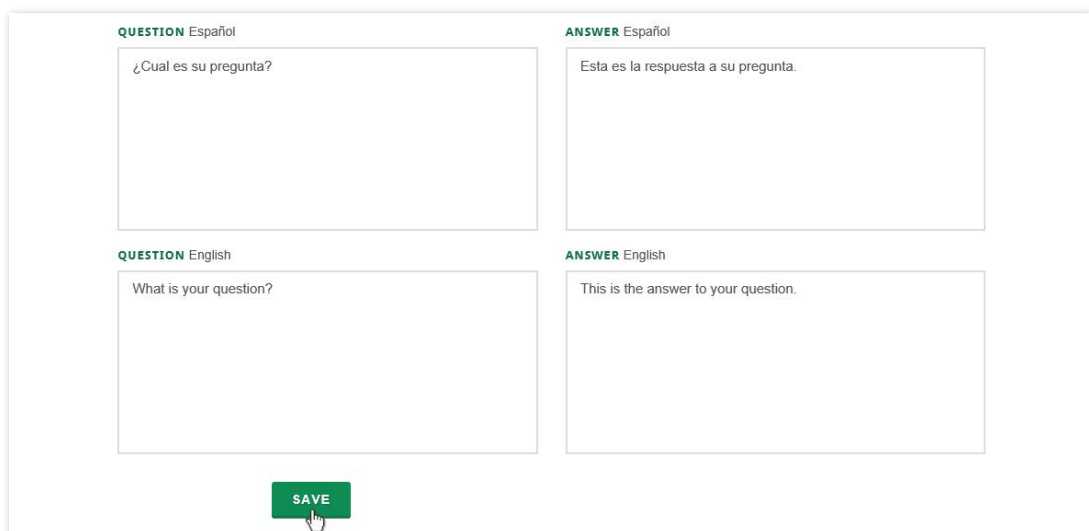 QUESTION Español
ANSWER Español
¿Cual es su pregunta?
Esta es la respuesta a su pregunta.
QUESTION English
ANSWER English
What is your question?
This is the answer to your question.
SAVE